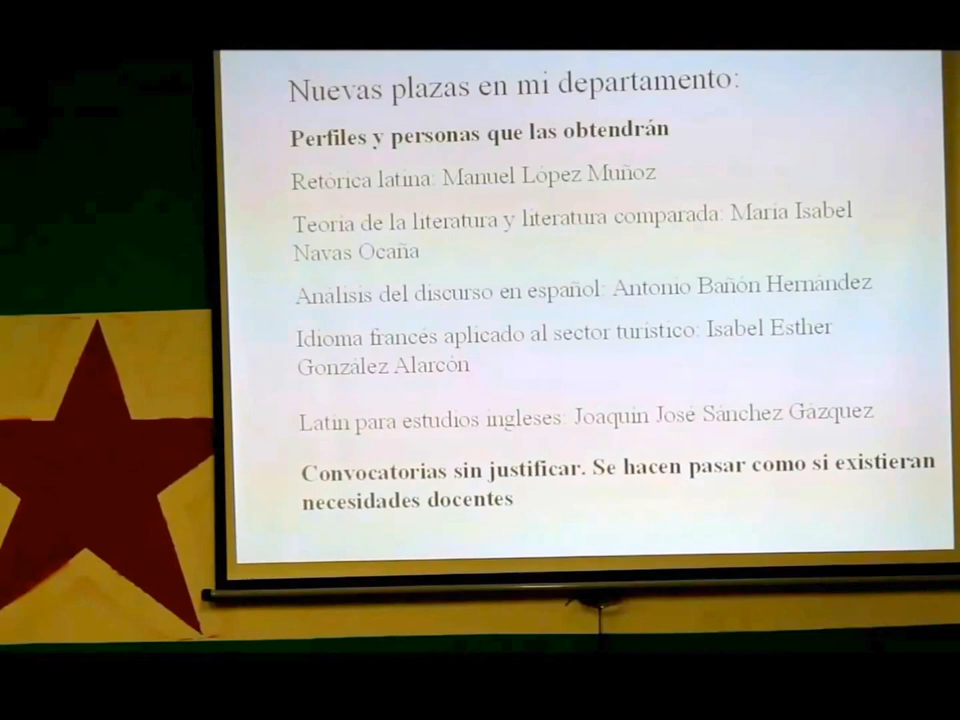 Nuevas plazas en mi departamento:
Perfiles y personas que las obtendrán
Retórica latina: Manuel López Muñoz
Teoría de la literatura y literatura comparada: María Isabel
Navas Ocaña
Análisis del discurso en español: Antonio Bañón Hernández
Idioma francés aplicado al sector turístico: Isabel Esther
González Alarcón
Latín para estudios ingleses: Joaquín José Sánchez Gázquez
Convocatorias sin justificar. Se hacen pasar como si existieran
necesidades docentes